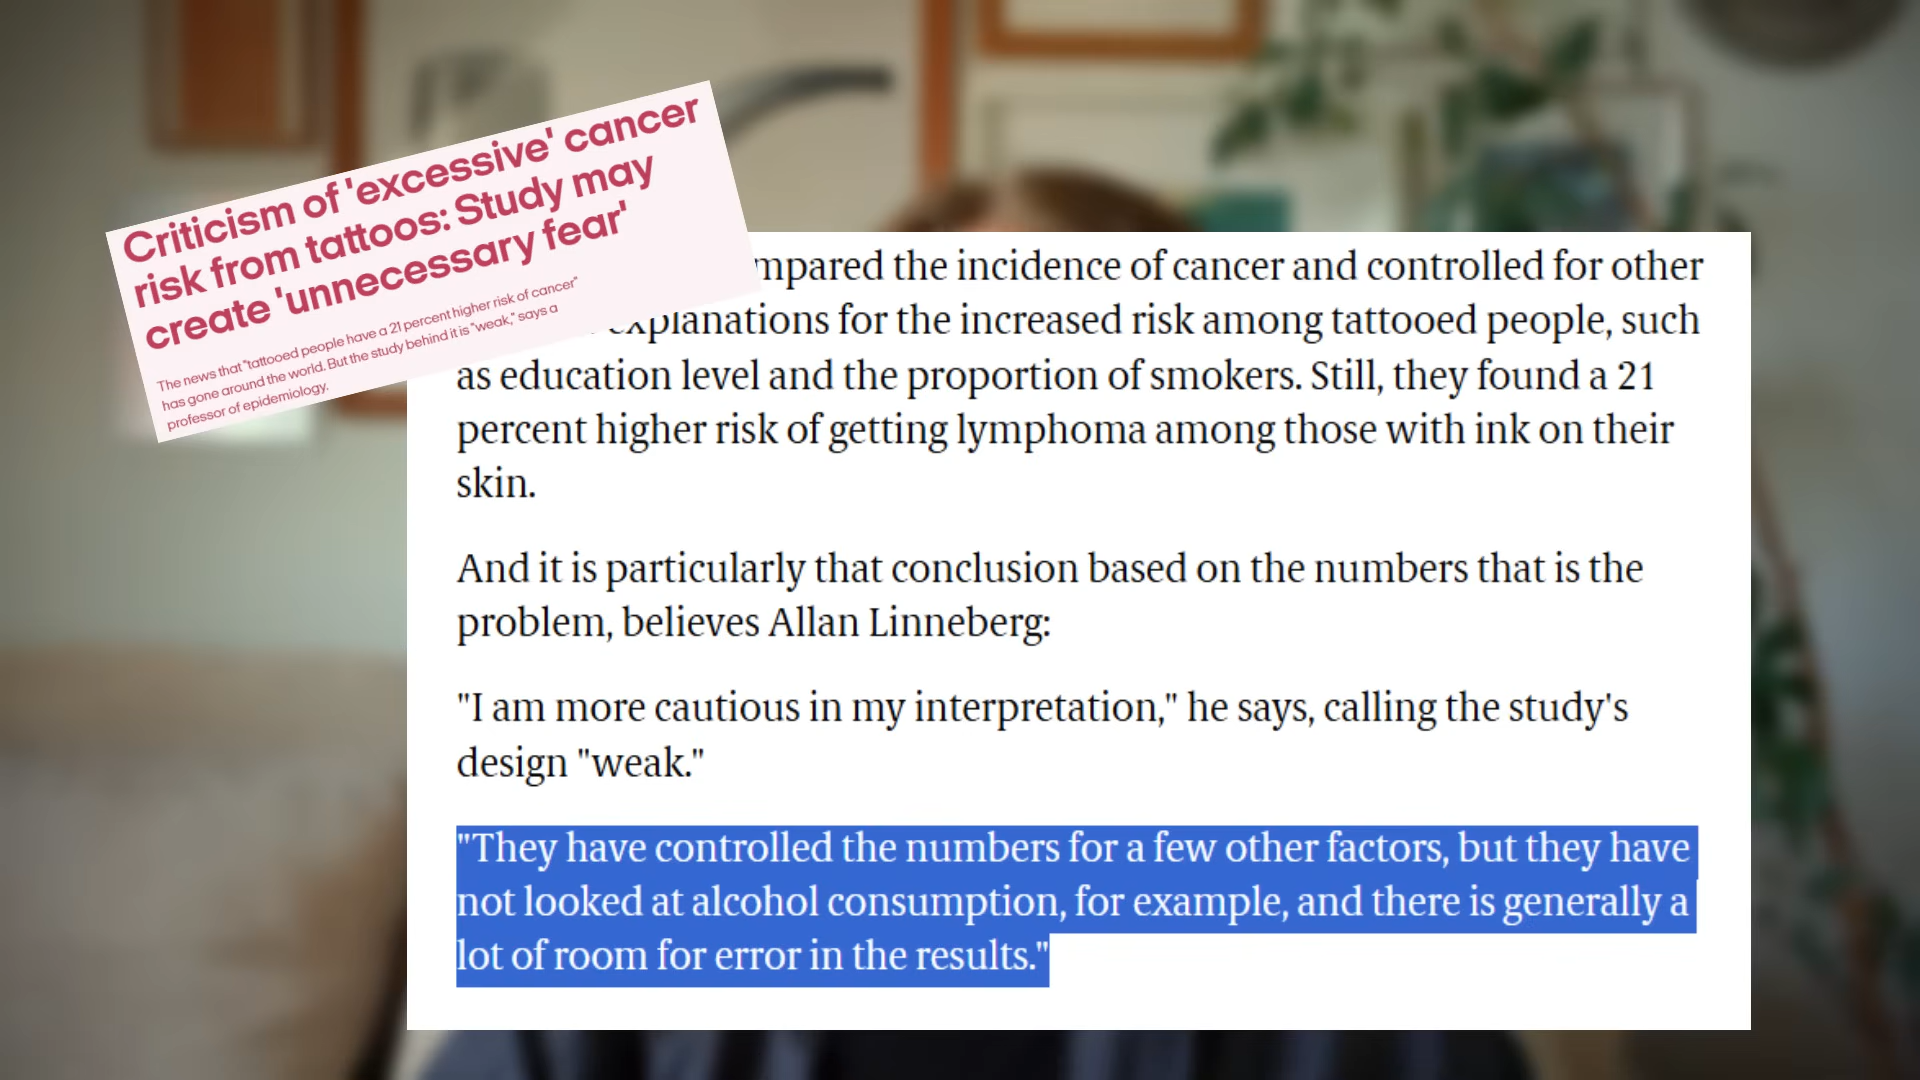 Criticism of 'excessive' cancer
risk from tattoos: Study may
create 'unnecessary fear'
The news that "tattooed people have a 21 percent higher risk of cancer"
has gone around the world. But the study behind it is "weak," says a
professor of epidemiology.
mpared the incidence of cancer and controlled for other
explanations for the increased risk among tattooed people, such
as education level and the proportion of smokers. Still, they found a 21
percent higher risk of getting lymphoma among those with ink on their
skin.
And it is particularly that conclusion based on the numbers that is the
problem, believes Allan Linneberg:
"I am more cautious in my interpretation," he says, calling the study's
design "weak."
"They have controlled the numbers for a few other factors, but they have
not looked at alcohol consumption, for example, and there is generally a
lot of room for error in the results."